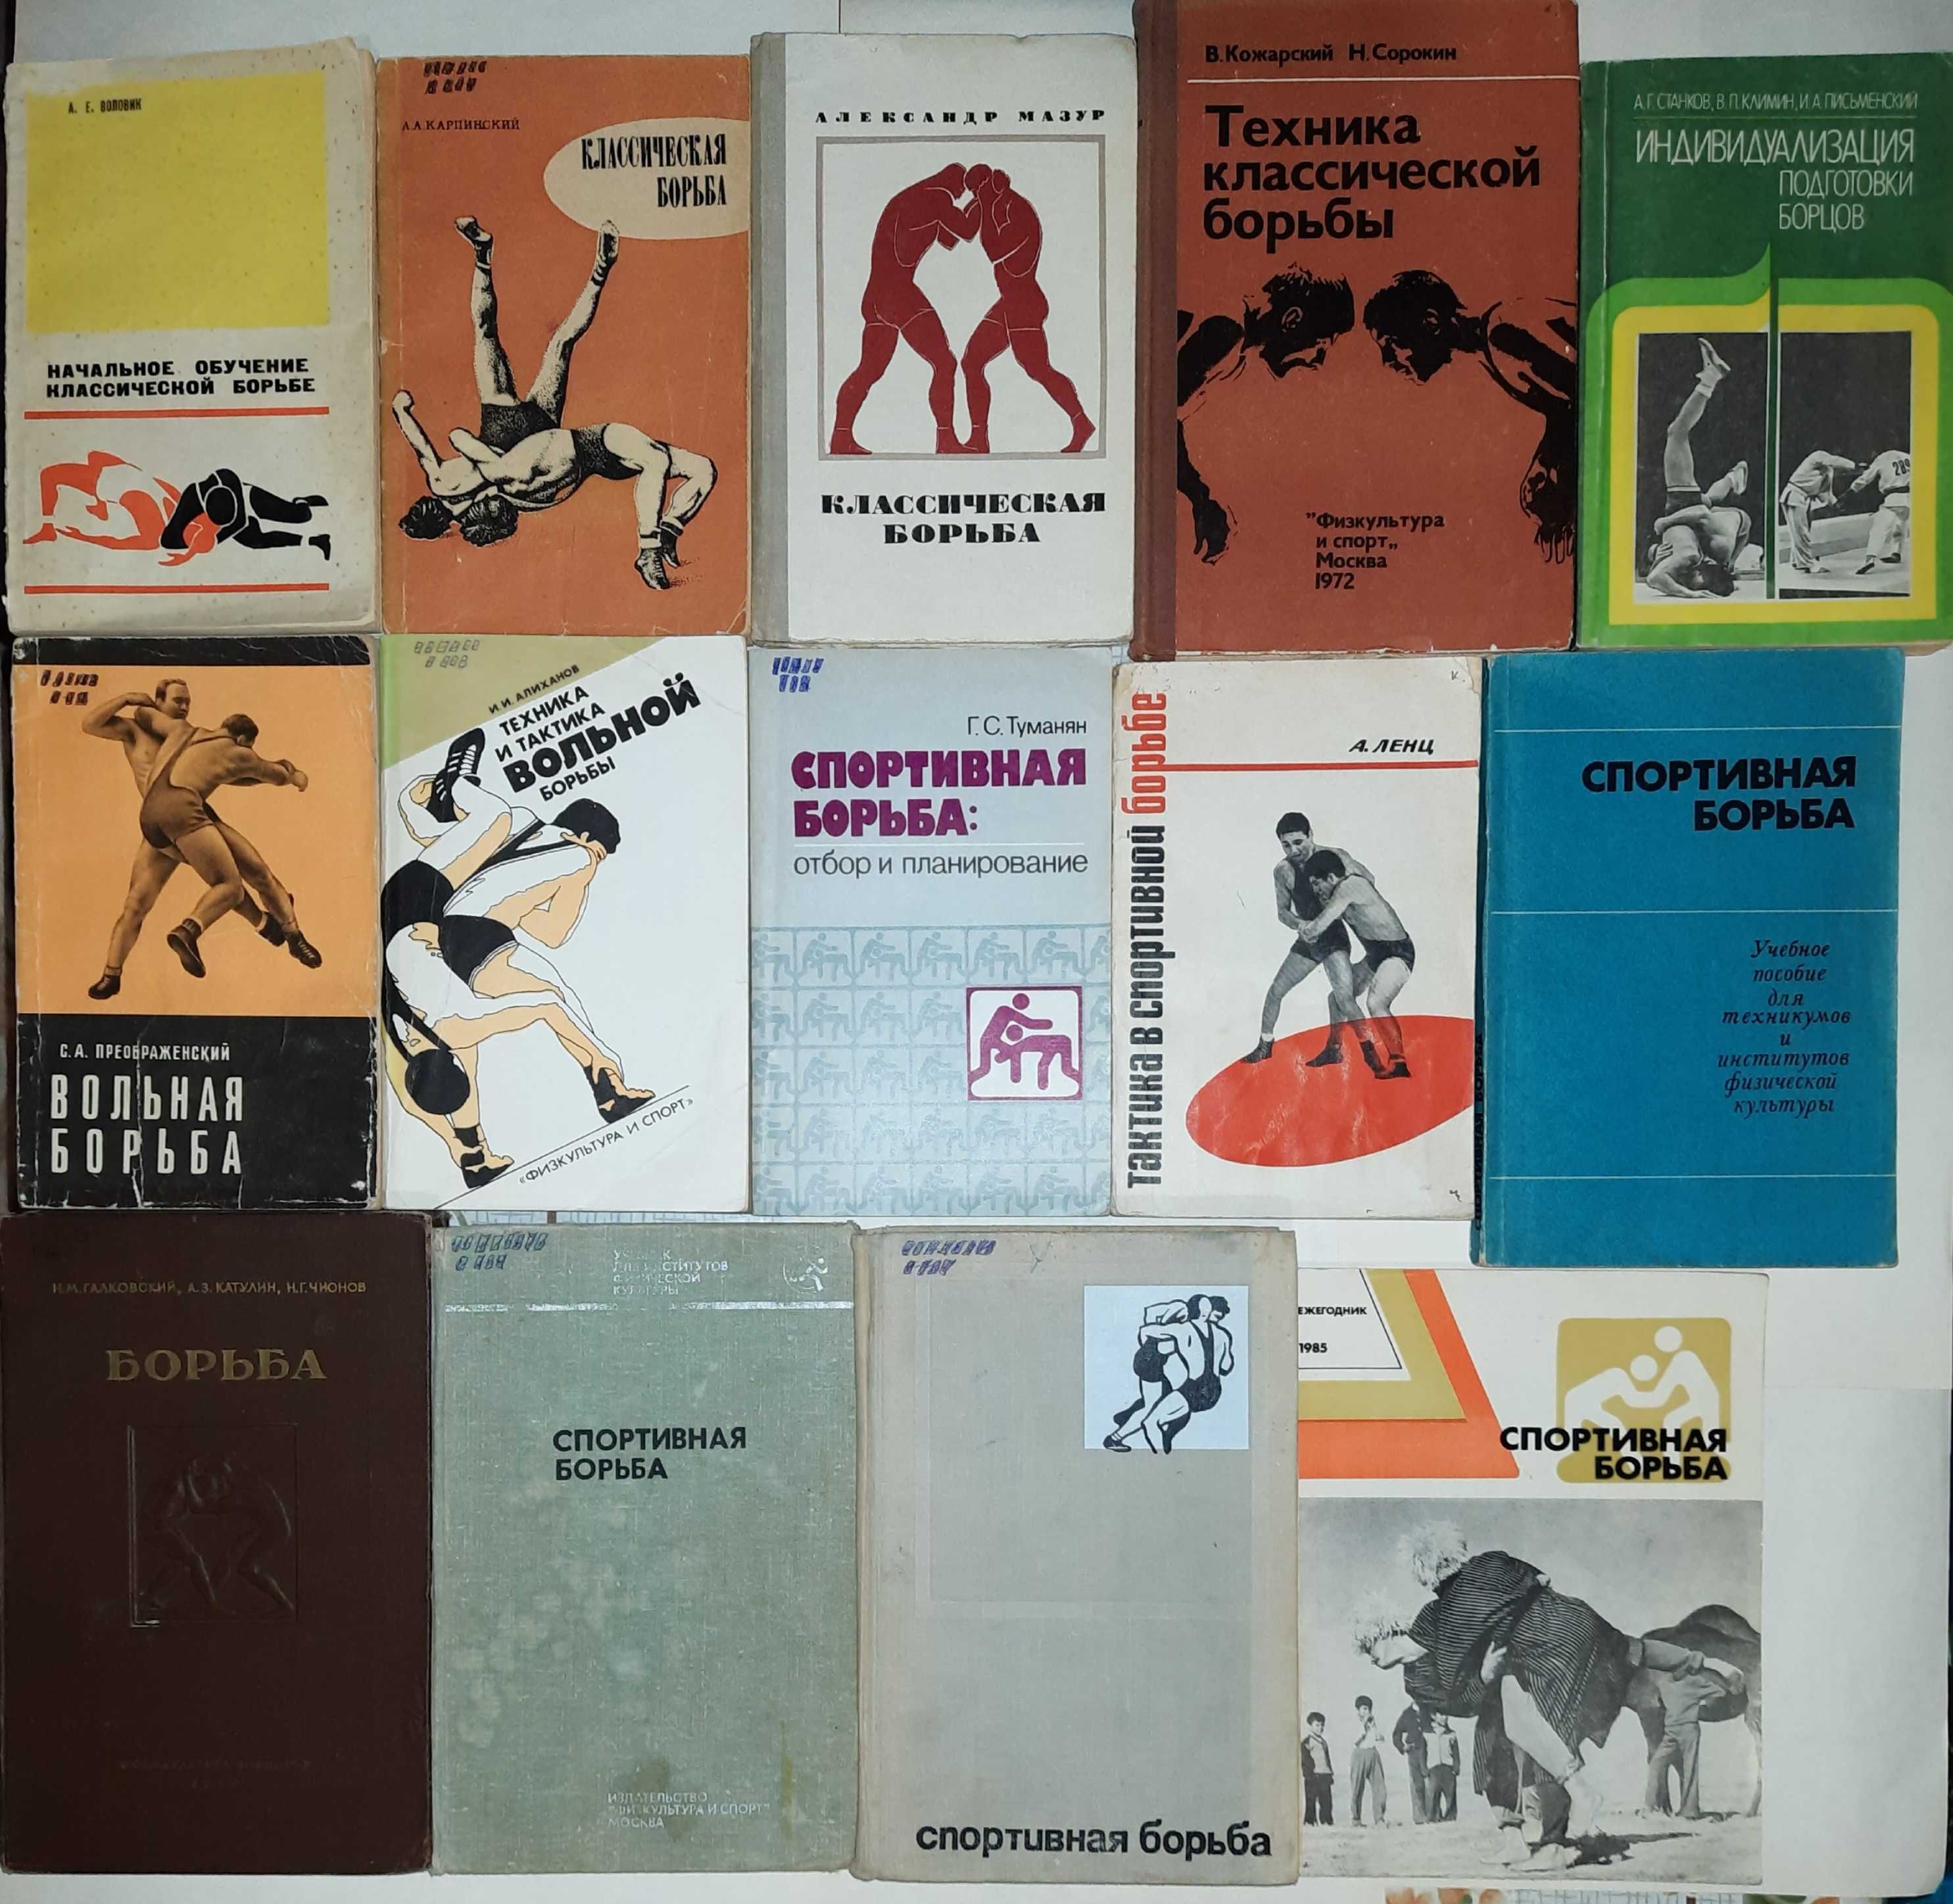 А. Е. ВОЛОВИК
НАЧАЛЬНОЕ ОБУЧЕНИЕ
КЛАССИЧЕСКОЙ БОРЬБЕ
А.А.КАРПИНСКИЙ
КЛАССИЧЕСКАЯ
БОРЬБА
АЛЕКСАНДР МАЗУР
КЛАССИЧЕСКАЯ
БОРЬБА
В.Кожарский Н.Сорокин
Техника
классической
борьбы
"Физкультура
и спорт„
Москва
1972
А.Г.СТАНКОВ, В.П.КЛИМИН, И.А.ПИСЬМЕНСКИЙ
ИНДИВИДУАЛИЗАЦИЯ
ПОДГОТОВКИ
БОРЦОВ
289
С.А. ПРЕОБРАЖЕНСКИЙ
ВОЛЬНАЯ
БОРЬБА
И.И. АЛИХАНОВ
ТЕХНИКА
И ТАКТИКА
ВОЛЬНОЙ
БОРЬБЫ
«ФИЗКУЛЬТУРА И СПОРТ»
Г.С.Туманян
СПОРТИВНАЯ
БОРЬБА:
отбор и планирование
А.ЛЕНЦ
тактика в спортивной борьбе
СПОРТИВНАЯ
БОРЬБА
Учебное
пособие
для
техникумов
и
институтов
физической
культуры
Н.М.ГАЛКОВСКИЙ, А.З.КАТУЛИН, Н.Г.ЧИОНОВ
БОРЬБА
СПОРТИВНАЯ
БОРЬБА
ИЗДАТЕЛЬСТВО
"ФИЗКУЛЬТУРА И СПОРТ"
МОСКВА
спортивная борьба
ЕЖЕГОДНИК
1985
СПОРТИВНАЯ
БОРЬБА